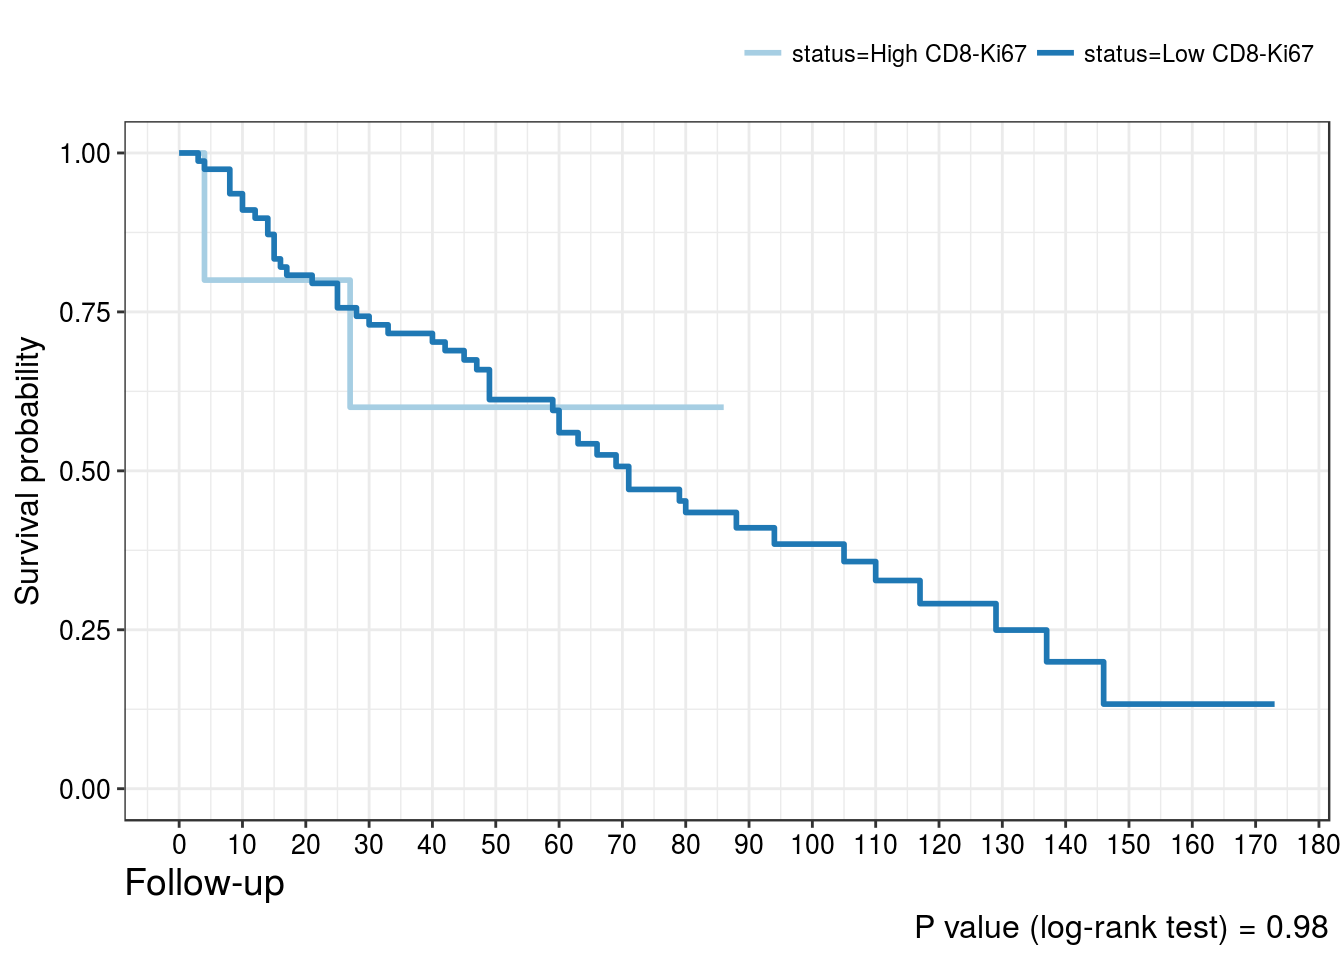 status=High CD8-Ki67 status=Low CD8-Ki67
Survival probability
1.00
0.75
0.50
0.25
0.00
0 10 20 30 40 50 60 70 80 90 100 110 120 130 140 150 160 170 180
Follow-up
P value (log-rank test) = 0.98